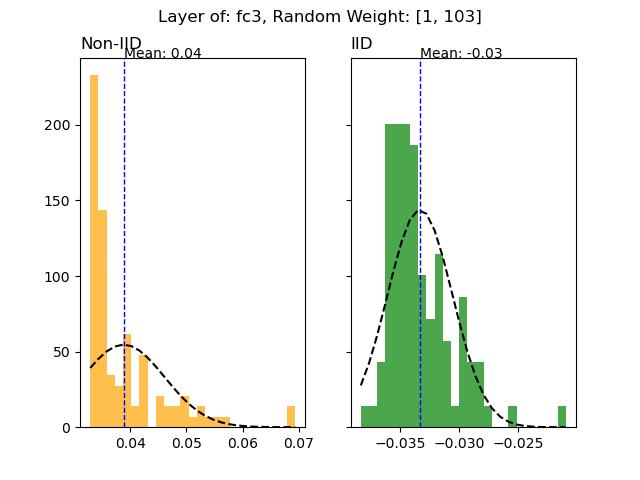 Layer of: fc3, Random Weight: [1, 103]
Non-IID
Mean: 0.04
IID
Mean: -0.03
200
150
100
50
0
0.04 0.05 0.06 0.07
−0.035 −0.030 −0.025